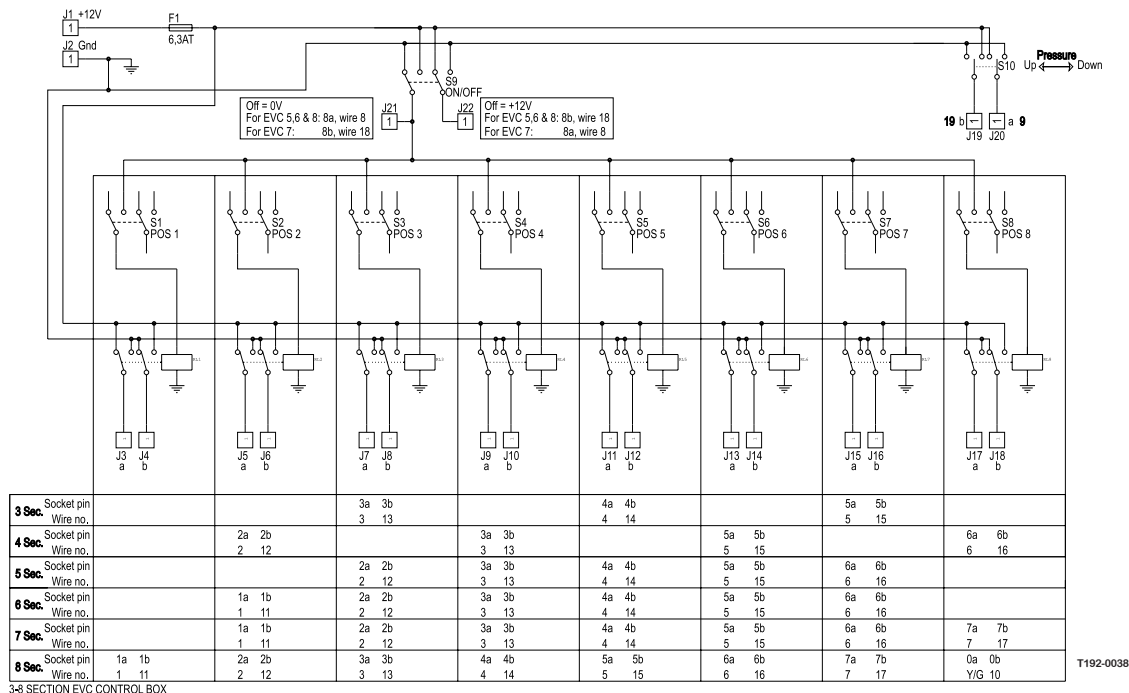 J1 +12V
1
F1
6,3AT
J2 Gnd
1
S9
ON/OFF
S10
Pressure
Up Down
Off = 0V
For EVC 5,6 & 8: 8a, wire 8
For EVC 7: 8b, wire 18
J21
1
J22
1
Off = +12V
For EVC 5,6 & 8: 8b, wire 18
For EVC 7: 8a, wire 8
19 b 1 1 a 9
J19 J20
S1
POS 1
S2
POS 2
S3
POS 3
S4
POS 4
S5
POS 5
S6
POS 6
S7
POS 7
S8
POS 8
RL1 RL2 RL3 RL4 RL5 RL6 RL7 RL8
J3 J4 J5 J6 J7 J8 J9 J10 J11 J12 J13 J14 J15 J16 J17 J18
a b a b a b a b a b a b a b a b
3 Sec. Socket pin 3a 3b 4a 4b 5a 5b
Wire no. 3 13 4 14 5 15
4 Sec. Socket pin 2a 2b 3a 3b 5a 5b 6a 6b
Wire no. 2 12 3 13 5 15 6 16
5 Sec. Socket pin 2a 2b 3a 3b 4a 4b 5a 5b 6a 6b
Wire no. 2 12 3 13 4 14 5 15 6 16
6 Sec. Socket pin 1a 1b 2a 2b 3a 3b 4a 4b 5a 5b 6a 6b
Wire no. 1 11 2 12 3 13 4 14 5 15 6 16
7 Sec. Socket pin 1a 1b 2a 2b 3a 3b 4a 4b 5a 5b 6a 6b 7a 7b
Wire no. 1 11 2 12 3 13 4 14 5 15 6 16 7 17
8 Sec. Socket pin 1a 1b 2a 2b 3a 3b 4a 4b 5a 5b 6a 6b 7a 7b 0a 0b
Wire no. 1 11 2 12 3 13 4 14 5 15 6 16 7 17 Y/G 10
T192-0038
3-8 SECTION EVC CONTROL BOX